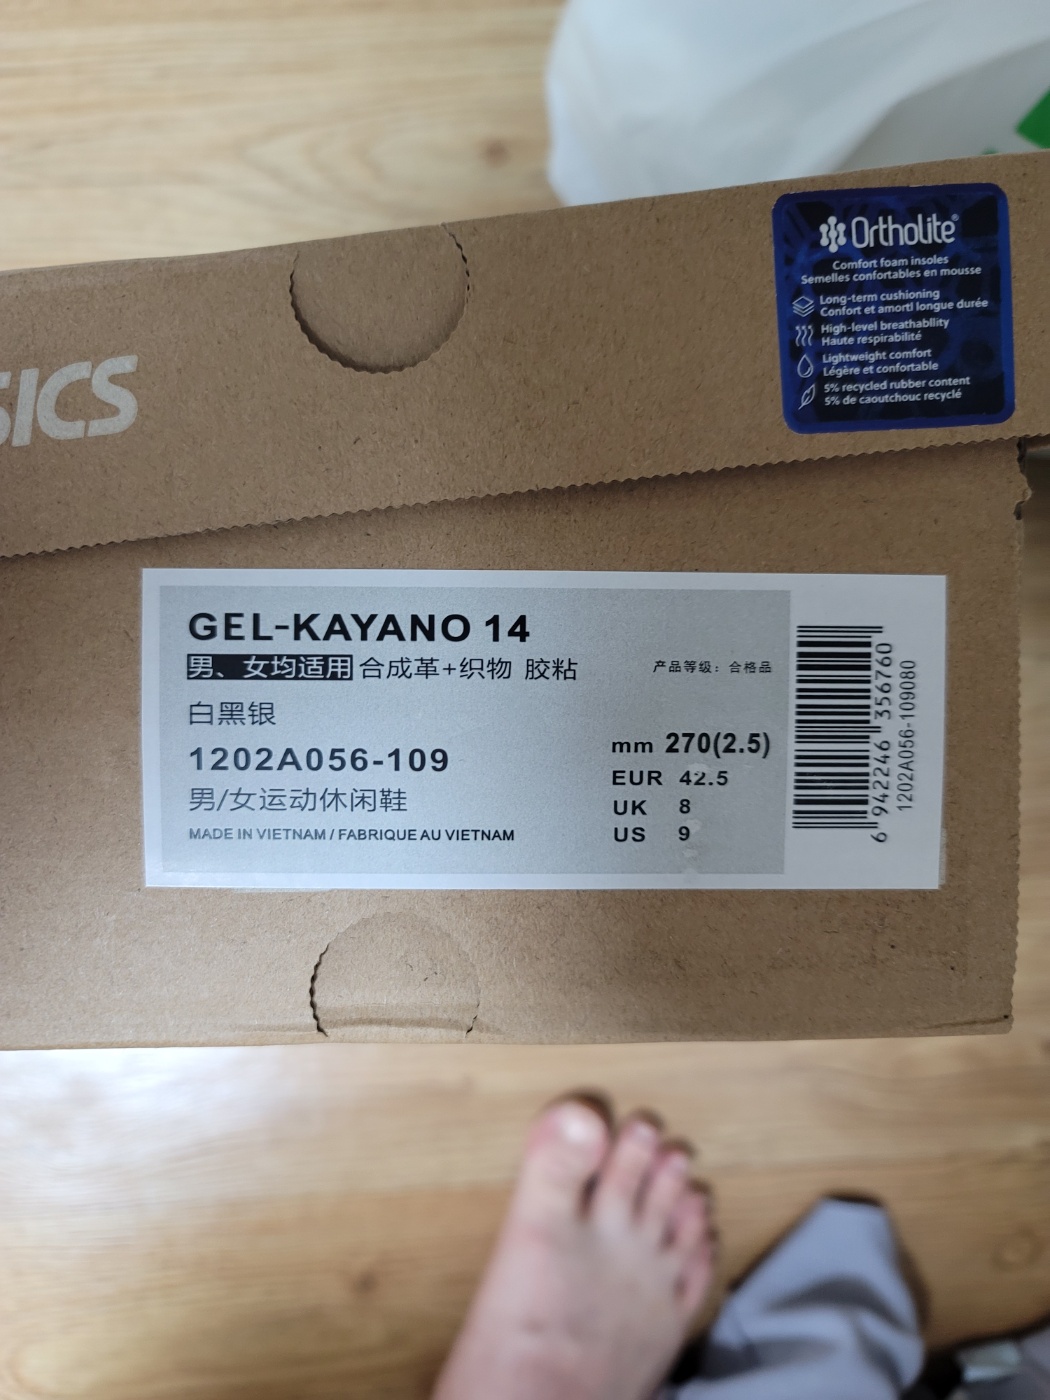 Ortholite®
Comfort foam insoles
Semelles confortables en mousse
Long-term cushioning
Confort et amorti longue durée
High-level breathability
Haute respirabilité
Lightweight comfort
Légère et confortable
5% recycled rubber content
5% de caoutchouc recyclé
SICS
GEL-KAYANO 14
男、女均适用 合成革+织物 胶粘 产品等级：合格品
白黑银
1202A056-109
男/女运动休闲鞋
MADE IN VIETNAM / FABRIQUE AU VIETNAM
mm 270(2.5)
EUR 42.5
UK 8
US 9
6 942246 356760
1202A056-109080